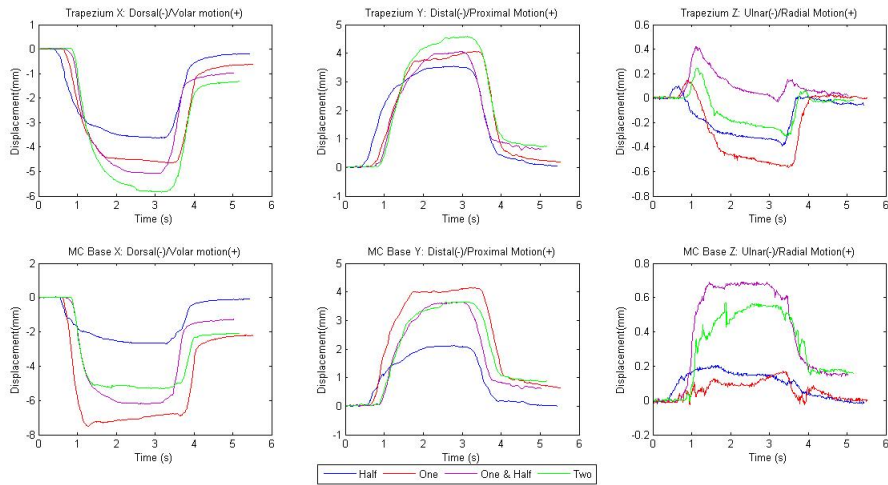 Trapezium X: Dorsal(-)/Volar motion(+)
Displacement(mm)
1
0
-1
-2
-3
-4
-5
-6
0 1 2 3 4 5 6
Time (s)
Trapezium Y: Distal(-)/Proximal Motion(+)
Displacement(mm)
5
4
3
2
1
0
-1
0 1 2 3 4 5 6
Time (s)
Trapezium Z: Ulnar(-)/Radial Motion(+)
Displacement(mm)
0.6
0.4
0.2
0
-0.2
-0.4
-0.6
-0.8
0 1 2 3 4 5 6
Time (s)
MC Base X: Dorsal(-)/Volar motion(+)
Displacement(mm)
2
0
-2
-4
-6
-8
0 1 2 3 4 5 6
Time (s)
MC Base Y: Distal(-)/Proximal Motion(+)
Displacement(mm)
5
4
3
2
1
0
-1
0 1 2 3 4 5 6
Time (s)
MC Base Z: Ulnar(-)/Radial Motion(+)
Displacement(mm)
0.8
0.6
0.4
0.2
0
-0.2
0 1 2 3 4 5 6
Time (s)
Half One One & Half Two